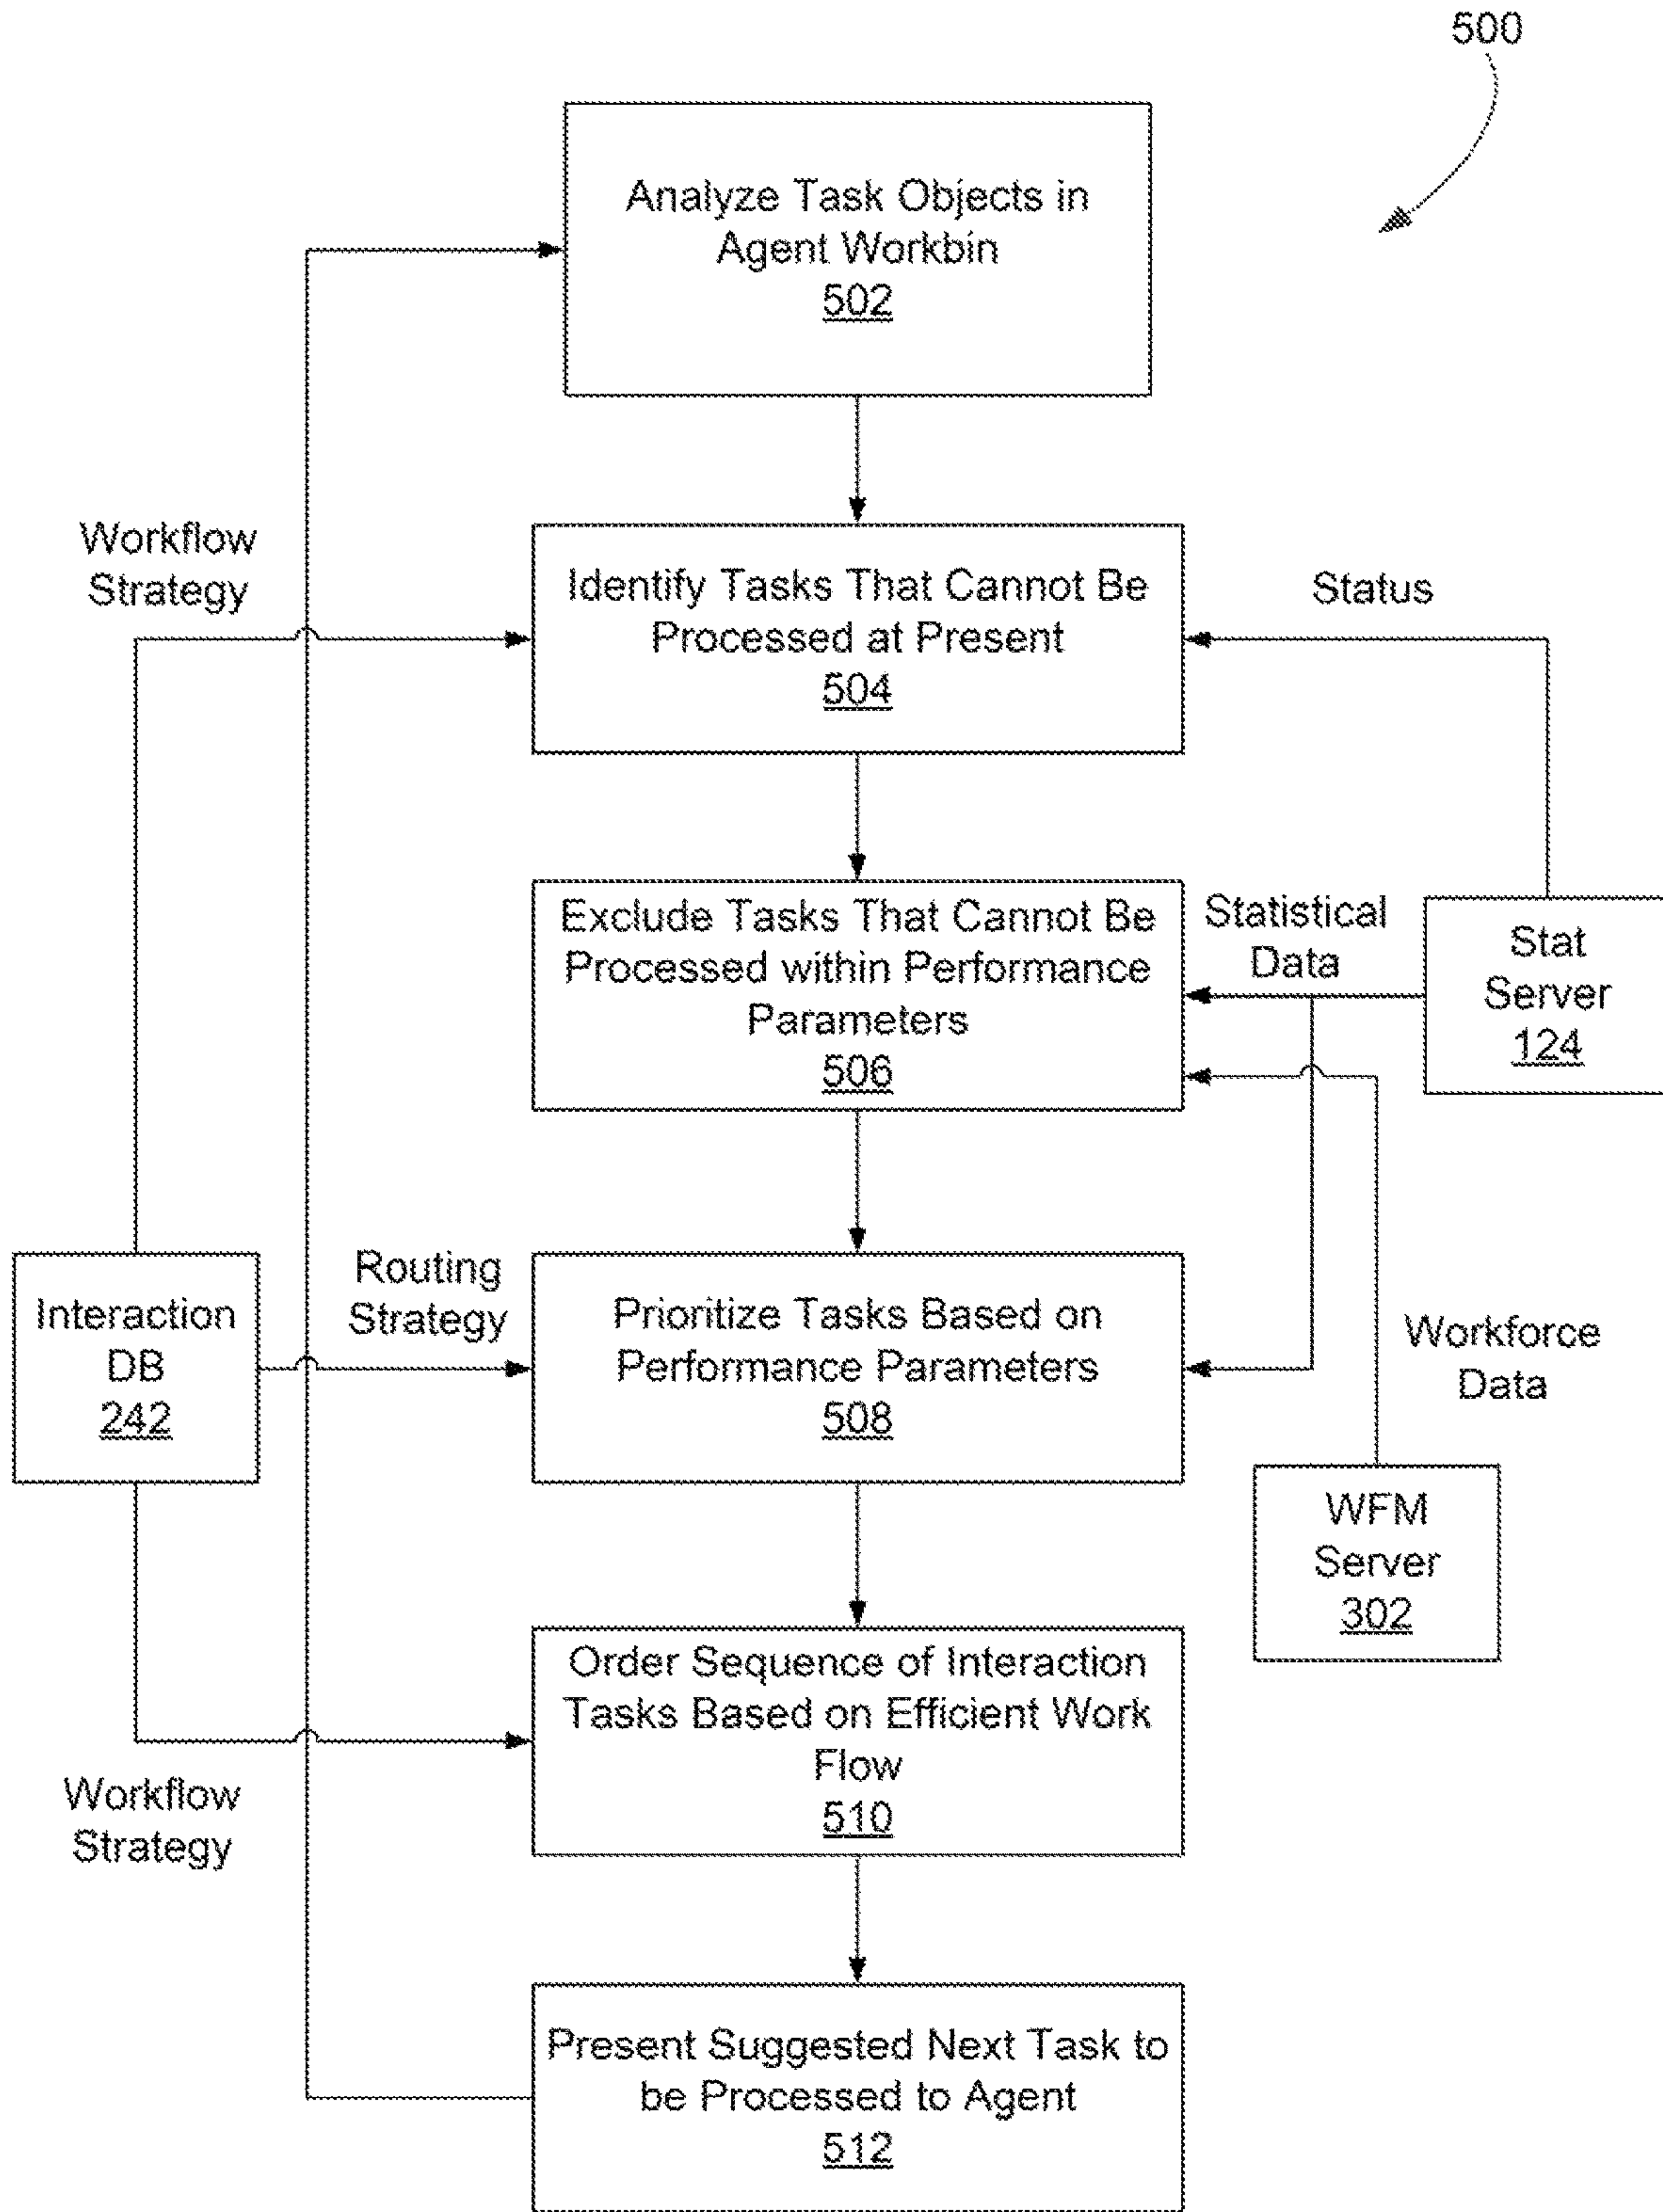 500
Analyze Task Objects in
Agent Workbin
502
Workflow
Strategy
Identify Tasks That Cannot Be
Processed at Present
504
Status
Exclude Tasks That Cannot Be
Processed within Performance
Parameters
506
Statistical
Data
Stat
Server
124
Interaction
DB
242
Routing
Strategy
Prioritize Tasks Based on
Performance Parameters
508
Workforce
Data
WFM
Server
302
Order Sequence of Interaction
Tasks Based on Efficient Work
Flow
510
Workflow
Strategy
Present Suggested Next Task to
be Processed to Agent
512